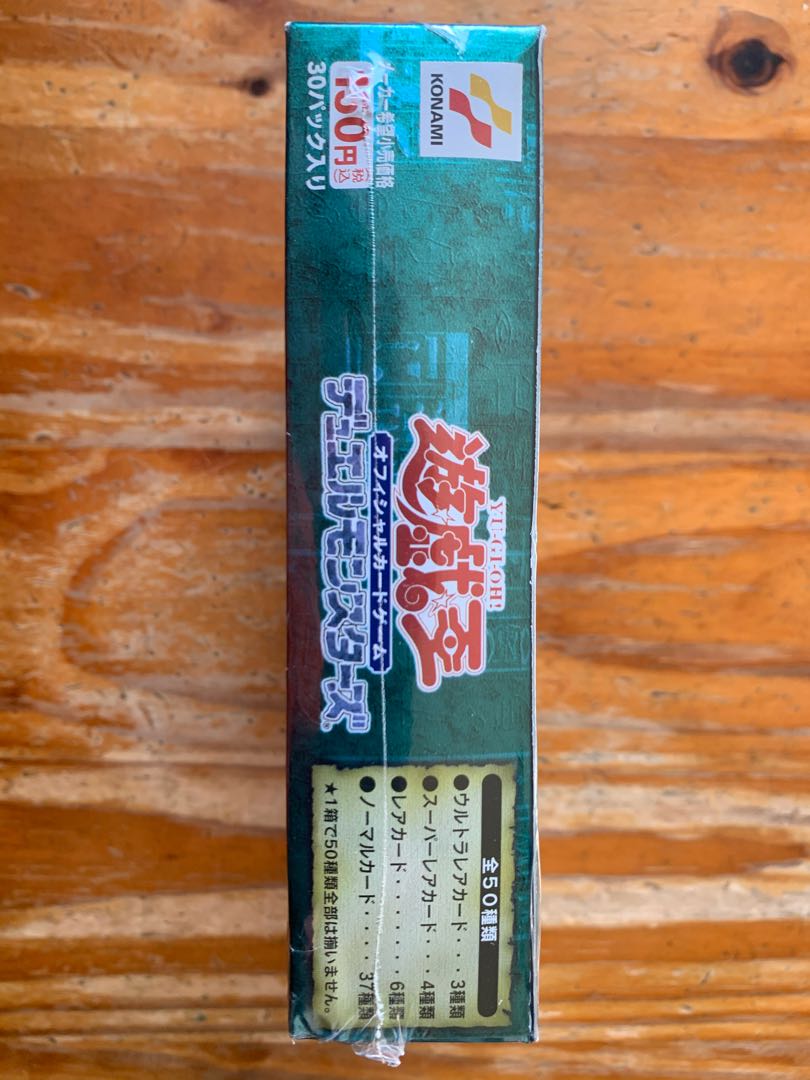 KONAMI
メーカー希望小売価格
150円
税込
30パック入り
YU-GI-OH!
遊戯王
オフィシャルカードゲーム
デュエルモンスターズ
全50種類
●ウルトラレアカード・・・3種類
●スーパーレアカード・・・4種類
●レアカード・・・・・・6種類
●ノーマルカード・・・37種類
★1箱で50種類全部は揃いません。